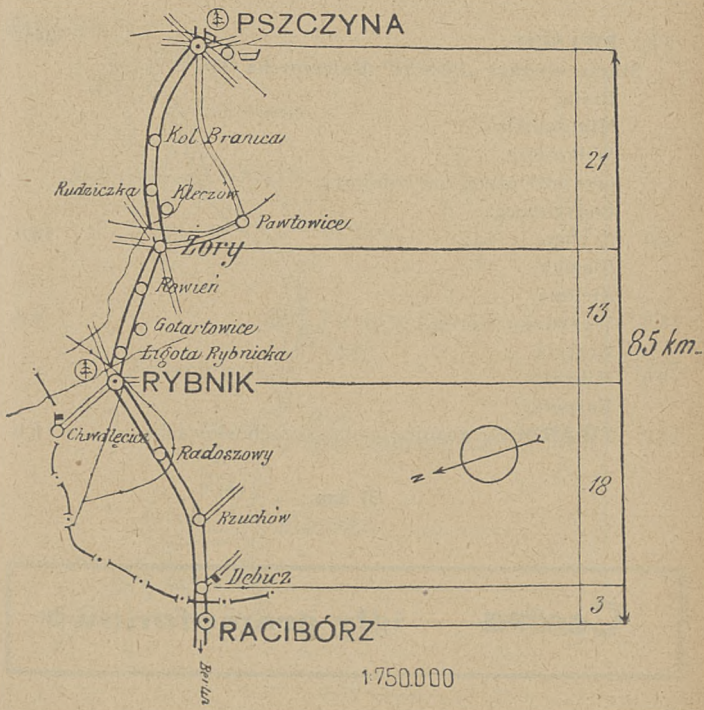 PSZCZYNA
Kol Branica
21
Rudziczka
Kleczów
Pawłowice
Żory
Rowień
13
Gotartowice
85 km.
Ligota Rybnicka
RYBNIK
Chwałęcice
Radoszowy
N
18
Rzuchów
Dębicz
3
RACIBÓRZ
Berlin
1:750.000